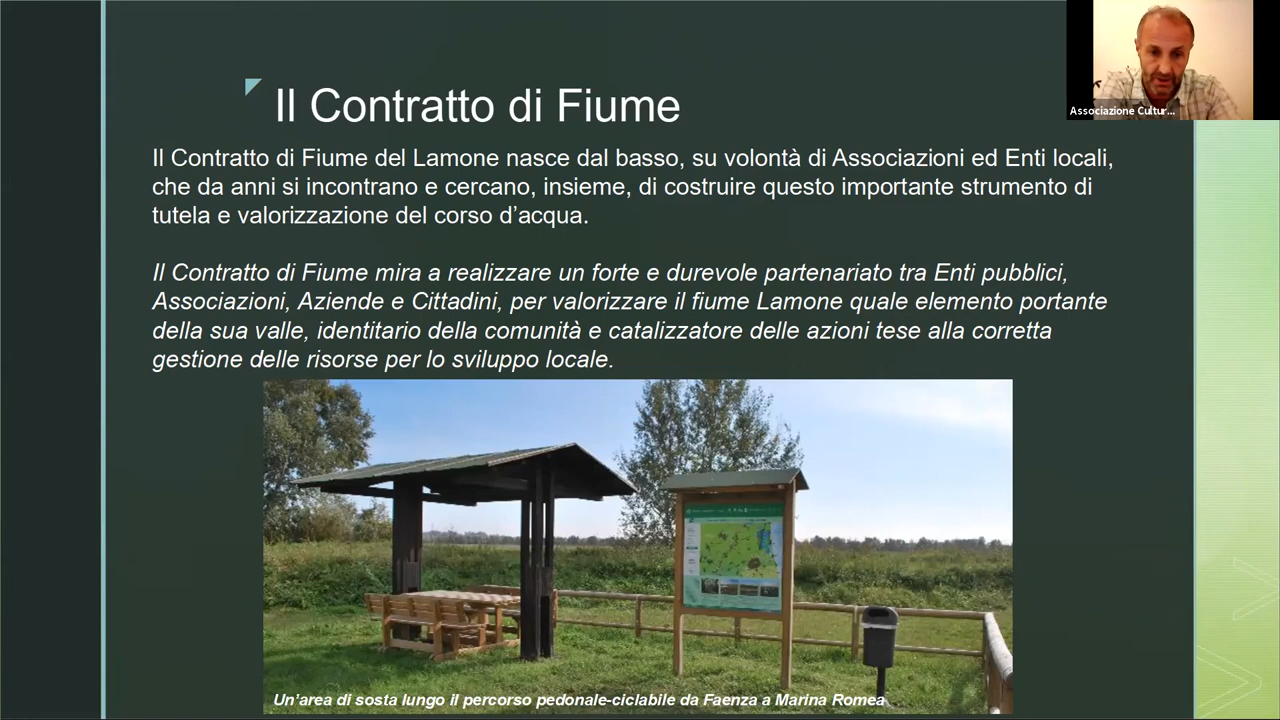 Il Contratto di Fiume
Associazione Cultur...
Il Contratto di Fiume del Lamone nasce dal basso, su volontà di Associazioni ed Enti locali,
che da anni si incontrano e cercano, insieme, di costruire questo importante strumento di
tutela e valorizzazione del corso d’acqua.
Il Contratto di Fiume mira a realizzare un forte e durevole partenariato tra Enti pubblici,
Associazioni, Aziende e Cittadini, per valorizzare il fiume Lamone quale elemento portante
della sua valle, identitario della comunità e catalizzatore delle azioni tese alla corretta
gestione delle risorse per lo sviluppo locale.
Un’area di sosta lungo il percorso pedonale-ciclabile da Faenza a Marina Romea